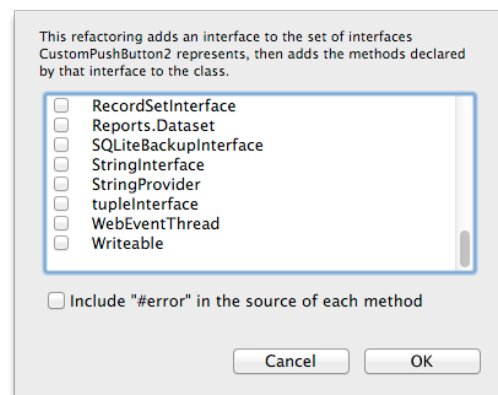 This refactoring adds an interface to the set of interfaces
CustomPushButton2 represents, then adds the methods declared
by that interface to the class.
RecordSetInterface
Reports.Dataset
SQLiteBackupInterface
StringInterface
StringProvider
tupleInterface
WebEventThread
Writeable
Include "#error" in the source of each method
Cancel OK